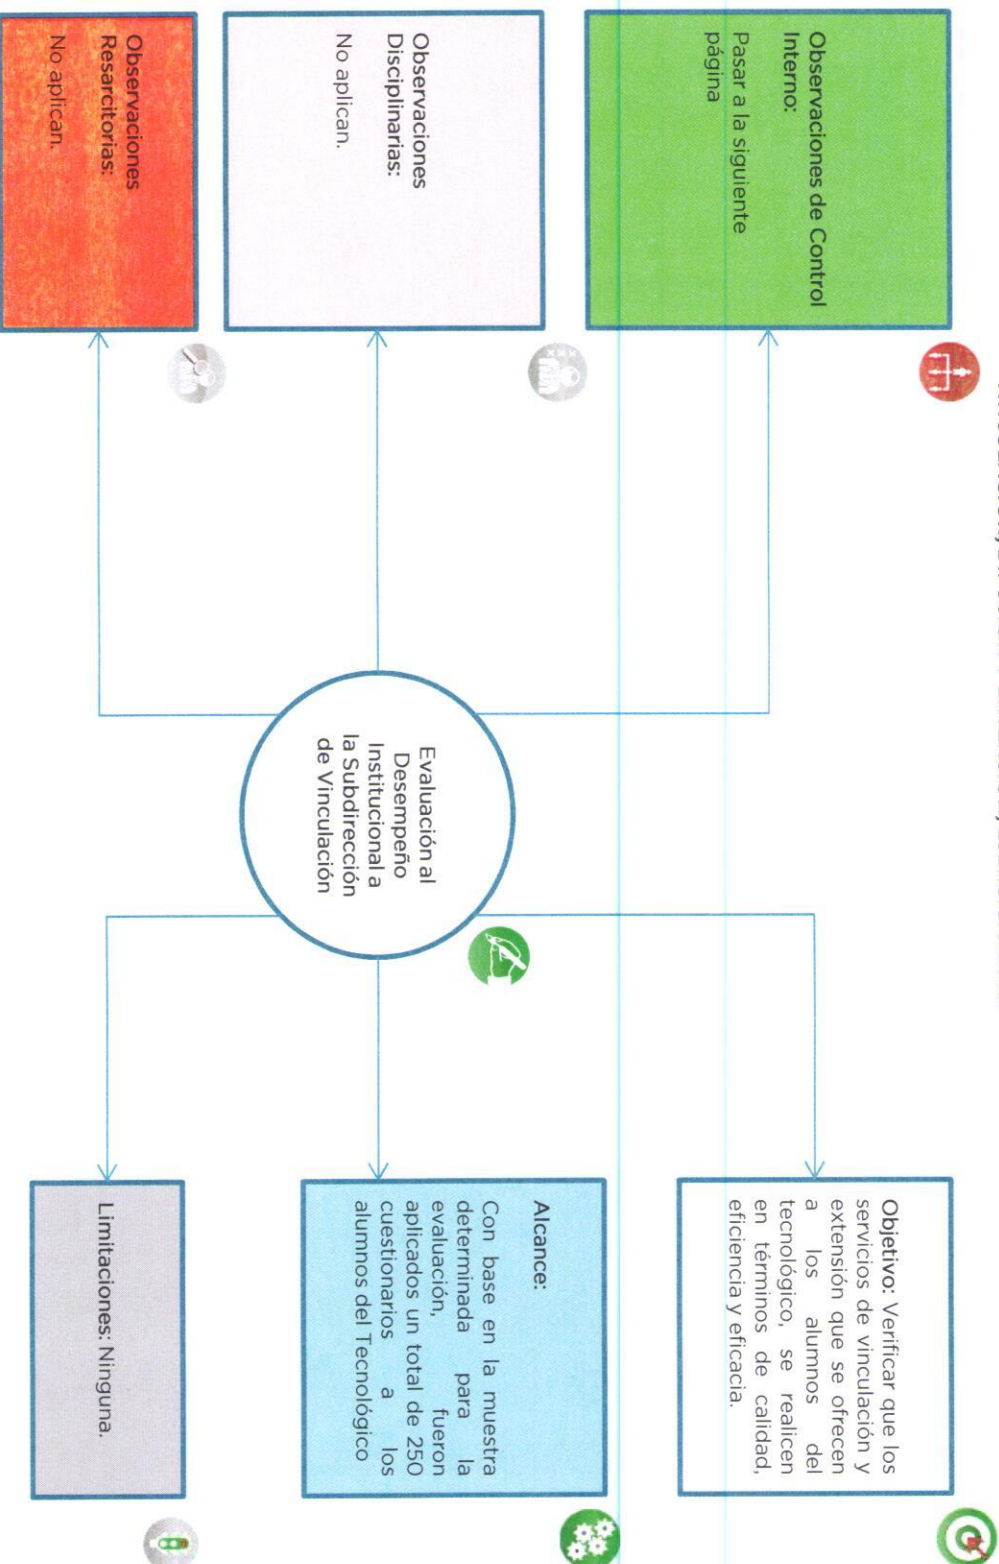 Observaciones de Control
Interno:
Pasar a la siguiente
página
Observaciones
Disciplinarias:
No aplican.
Observaciones
Resarcitorias:
No aplican.
Evaluación al
Desempeño
Institucional a
la Subdirección
de Vinculación
Objetivo: Verificar que los
servicios de vinculación y
extensión que se ofrecen
a los alumnos del
tecnológico, se realicen
en términos de calidad,
eficiencia y eficacia.
Alcance:
Con base en la muestra
determinada para la
evaluación, fueron
aplicados un total de 250
cuestionarios a los
alumnos del Tecnológico
Limitaciones: Ninguna.